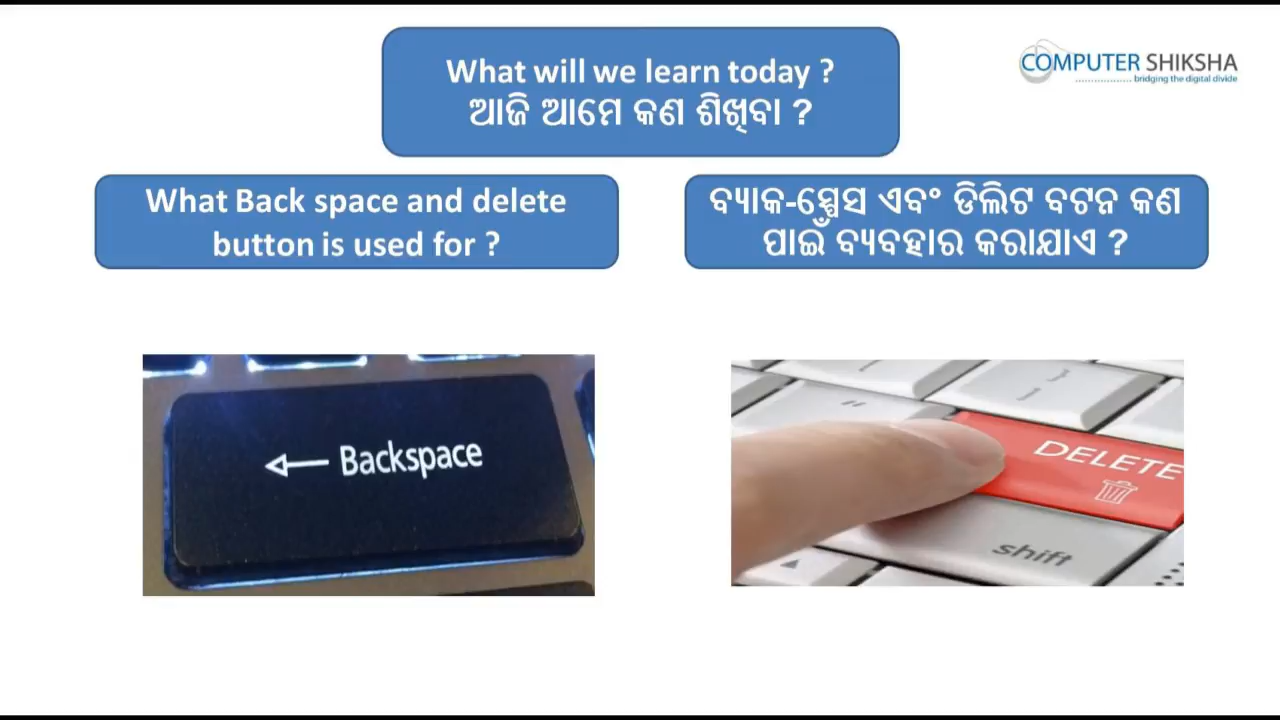 What will we learn today ?
ଆଜି ଆମେ କଣ ଶିଖିବା ?
COMPUTER SHIKSHA
bridging the digital divide
What Back space and delete
button is used for ?
ବ୍ୟାକ-ସ୍ପେସ ଏବଂ ଡିଲିଟ ବଟନ କଣ
ପାଇଁ ବ୍ୟବହାର କରାଯାଏ ?
Backspace
DELETE
shift